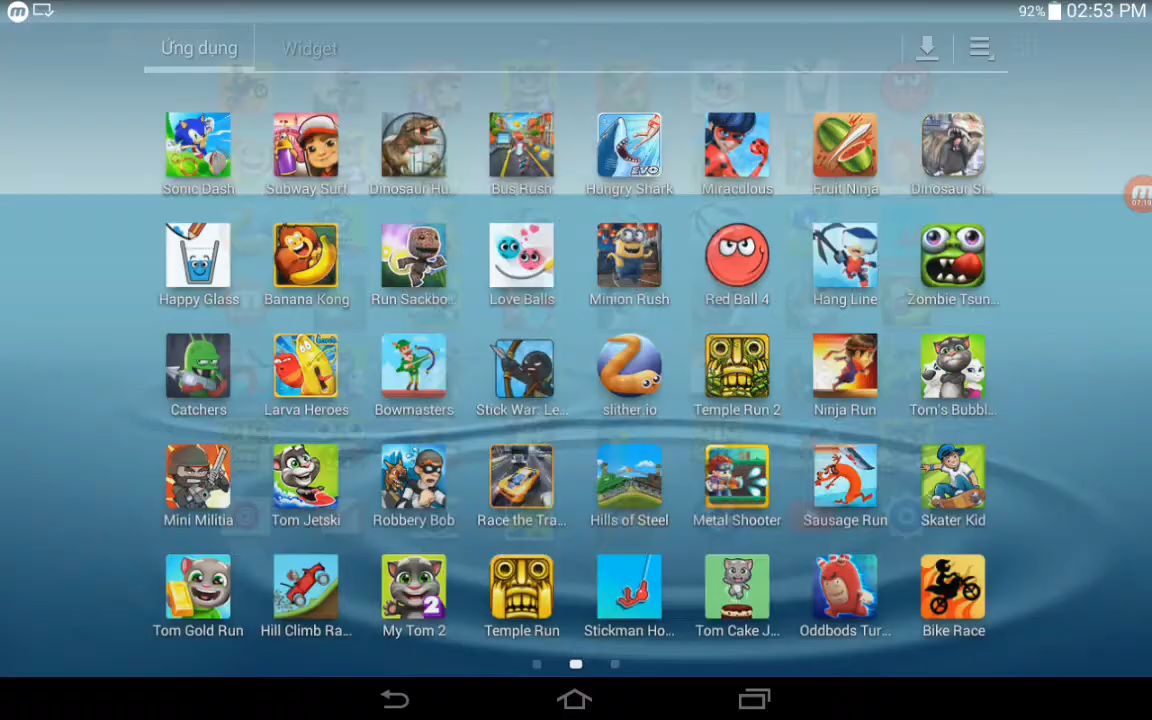 92% 02:53 PM
Ứng dụng Widget
07:19
Sonic Dash Subway Surf Dinosaur Hu... Bus Rush Hungry Shark Miraculous Fruit Ninja Dinosaur Si...
Happy Glass Banana Kong Run Sackbo... Love Balls Minion Rush Red Ball 4 Hang Line Zombie Tsun...
Catchers Larva Heroes Bowmasters Stick War: Le... slither.io Temple Run 2 Ninja Run Tom's Bubbl...
Mini Militia Tom Jetski Robbery Bob Race the Tra... Hills of Steel Metal Shooter Sausage Run Skater Kid
Tom Gold Run Hill Climb Ra... My Tom 2 Temple Run Stickman Ho... Tom Cake J... Oddbods Tur... Bike Race